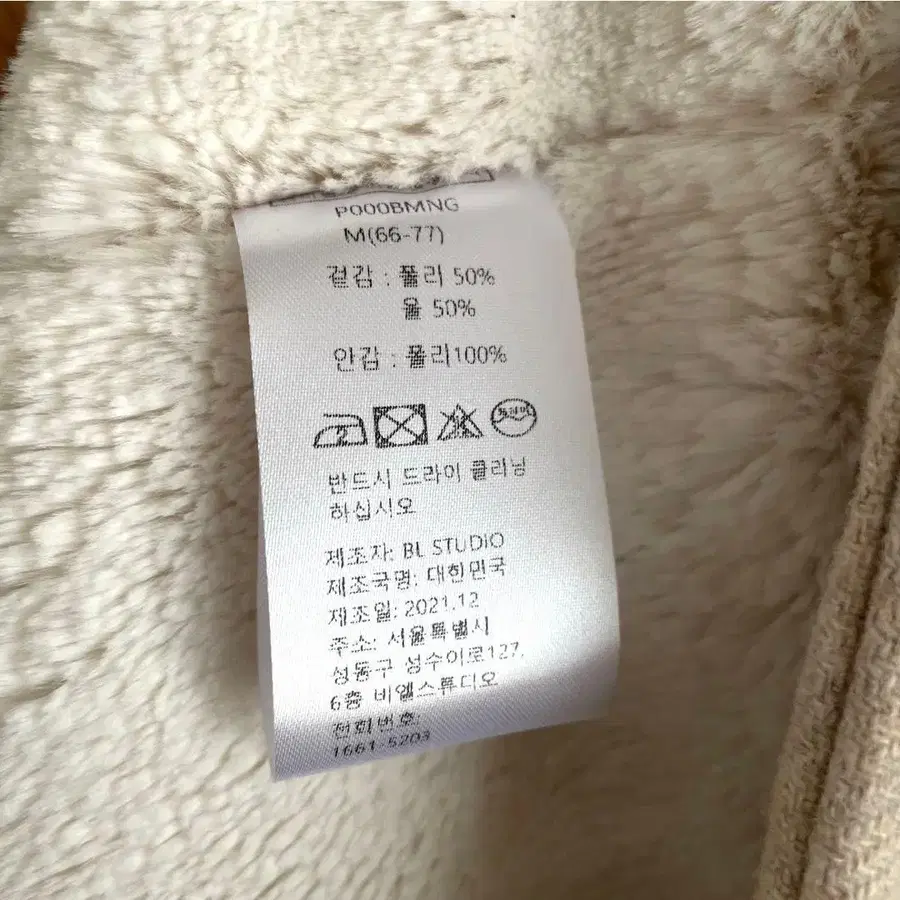 P000BMNG
M(66-77)
겉감 : 폴리 50%
울 50%
안감 : 폴리100%
드라이
반드시 드라이 클리닝
하십시오
제조자: BL STUDIO
제조국명: 대한민국
제조일: 2021.12
주소: 서울특별시
성동구 성수이로127,
6층 비엘스튜디오
전화번호:
1661-5203